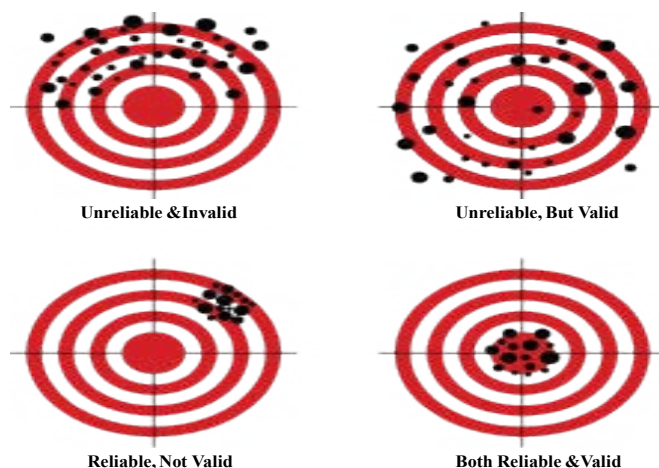 Unreliable &Invalid
Unreliable, But Valid
Reliable, Not Valid
Both Reliable &Valid